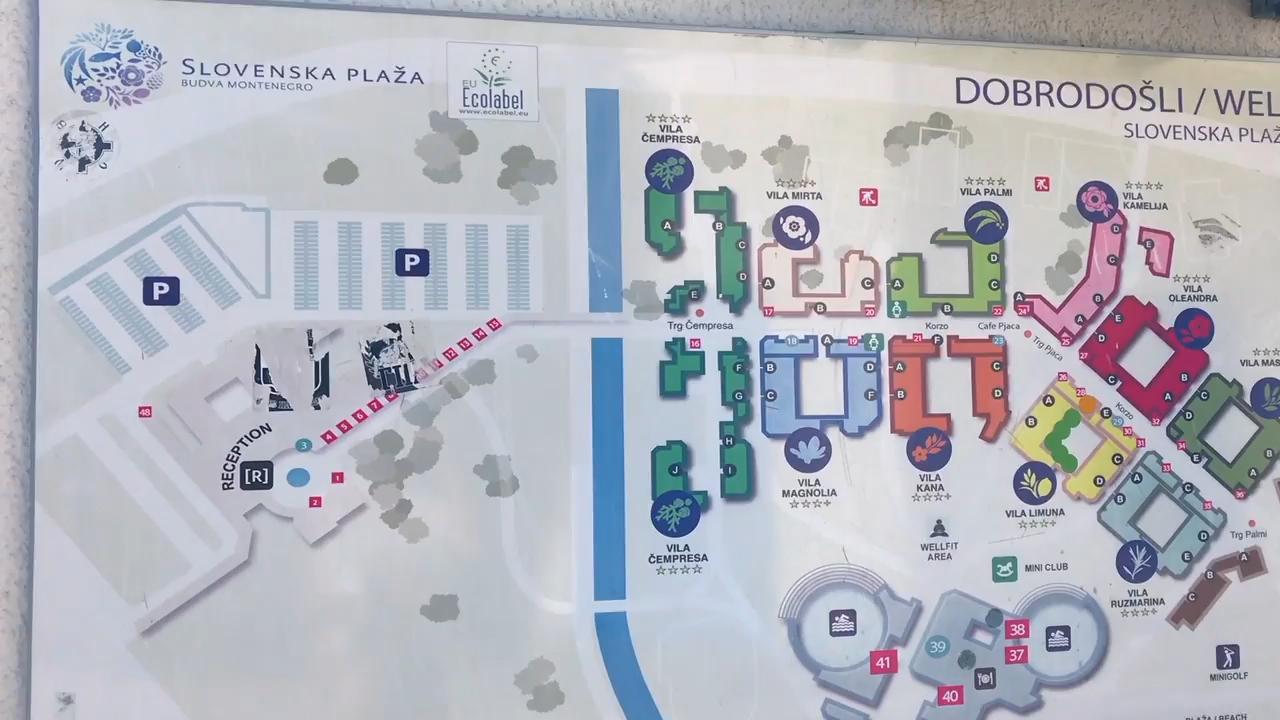 SLOVENSKA PLAŽA
BUDVA MONTENEGRO
EU
Ecolabel
www.ecolabel.eu
DOBRODOŠLI / WEL
SLOVENSKA PLAŽ
VILA
ČEMPRESA
A
B
C
D
E
P
P
VILA MIRTA
A
B
C
17
20
VILA PALMI
A
B
C
D
22
VILA
KAMELIJA
A
B
C
D
E
A
24
25
VILA
OLEANDRA
A
B
C
D
E
27
32
VILA MAS
Trg Čempresa
Korzo
Cafe Pjaca
Trg Pjaca
Korzo
16
F
G
H
I
J
18
A
19
B
C
D
F
21
F
23
A
B
C
D
26
28
A
B
C
D
E
29
30
31
33
34
35
36
A
B
C
D
E
A
B
C
D
E
48
RECEPTION
[R]
3
1
2
4
5
6
7
11
12
13
14
15
VILA
ČEMPRESA
VILA
MAGNOLIA
VILA
KANA
VILA LIMUNA
WELLFIT
AREA
MINI CLUB
VILA
RUZMARINA
Trg Palmi
A
B
C
38
37
39
40
41
MINIGOLF
PLAŽA / BEACH